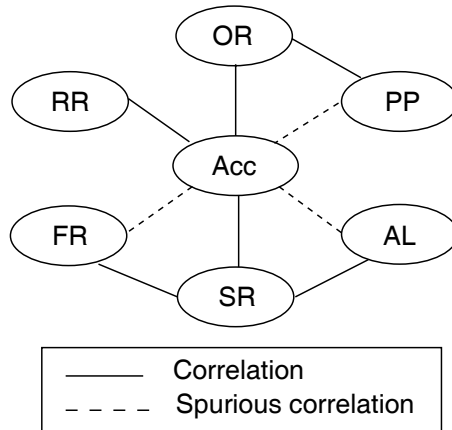 OR
RR
PP
Acc
FR
AL
SR
Correlation
Spurious correlation